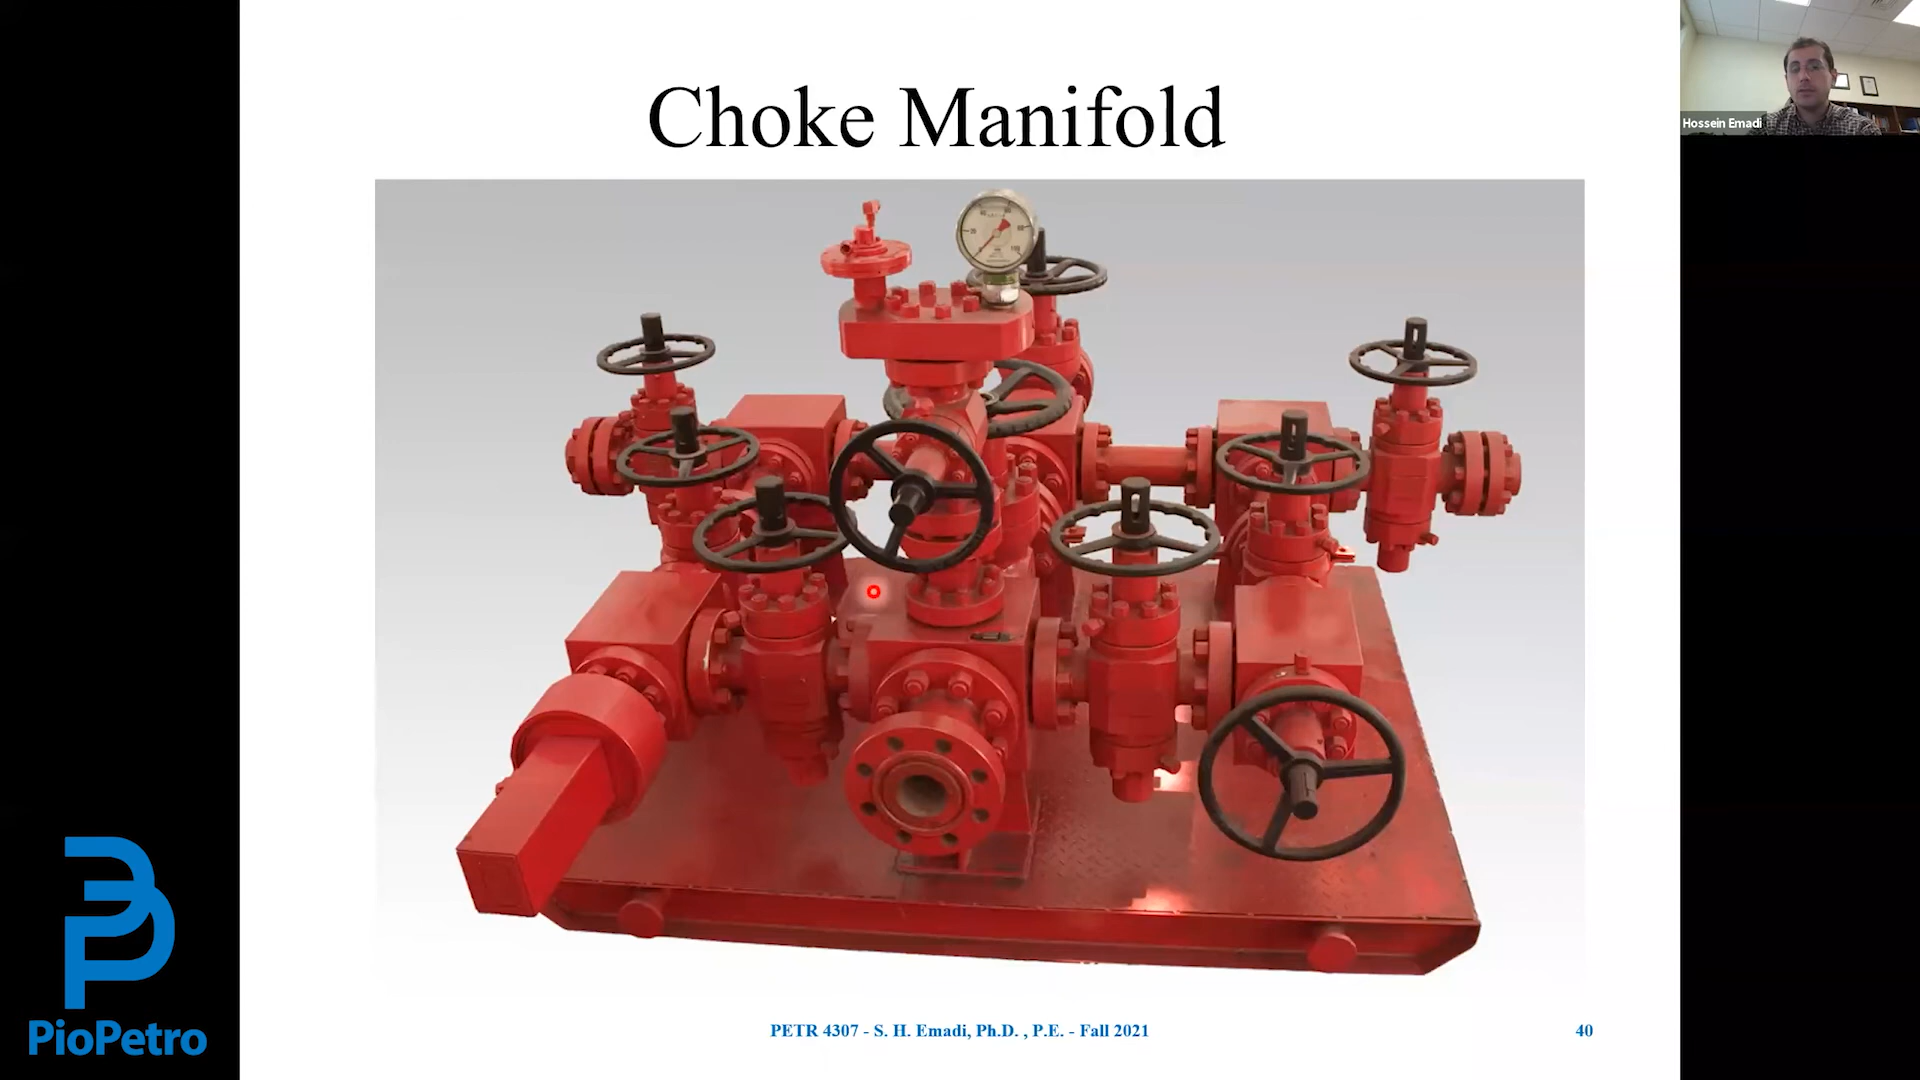 Choke Manifold
Hossein Emadi
PioPetro
PETR 4307 - S. H. Emadi, Ph.D. , P.E. - Fall 2021
40